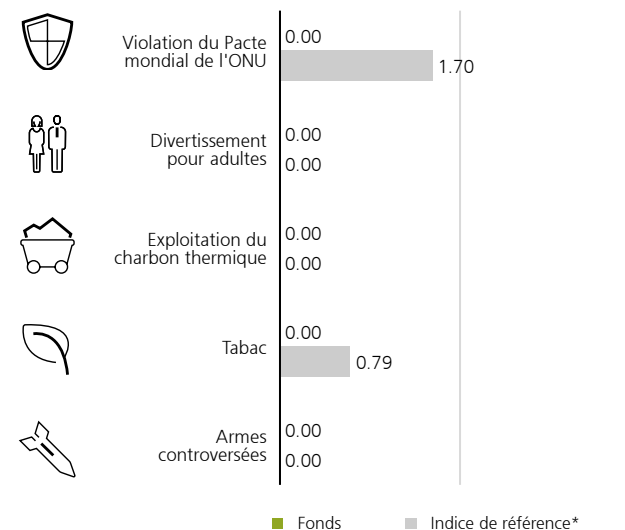 Violation du Pacte
mondial de l'ONU
0.00
1.70
Divertissement
pour adultes
0.00
0.00
Exploitation du
charbon thermique
0.00
0.00
Tabac
0.00
0.79
Armes
controversées
0.00
0.00
Fonds
Indice de référence*